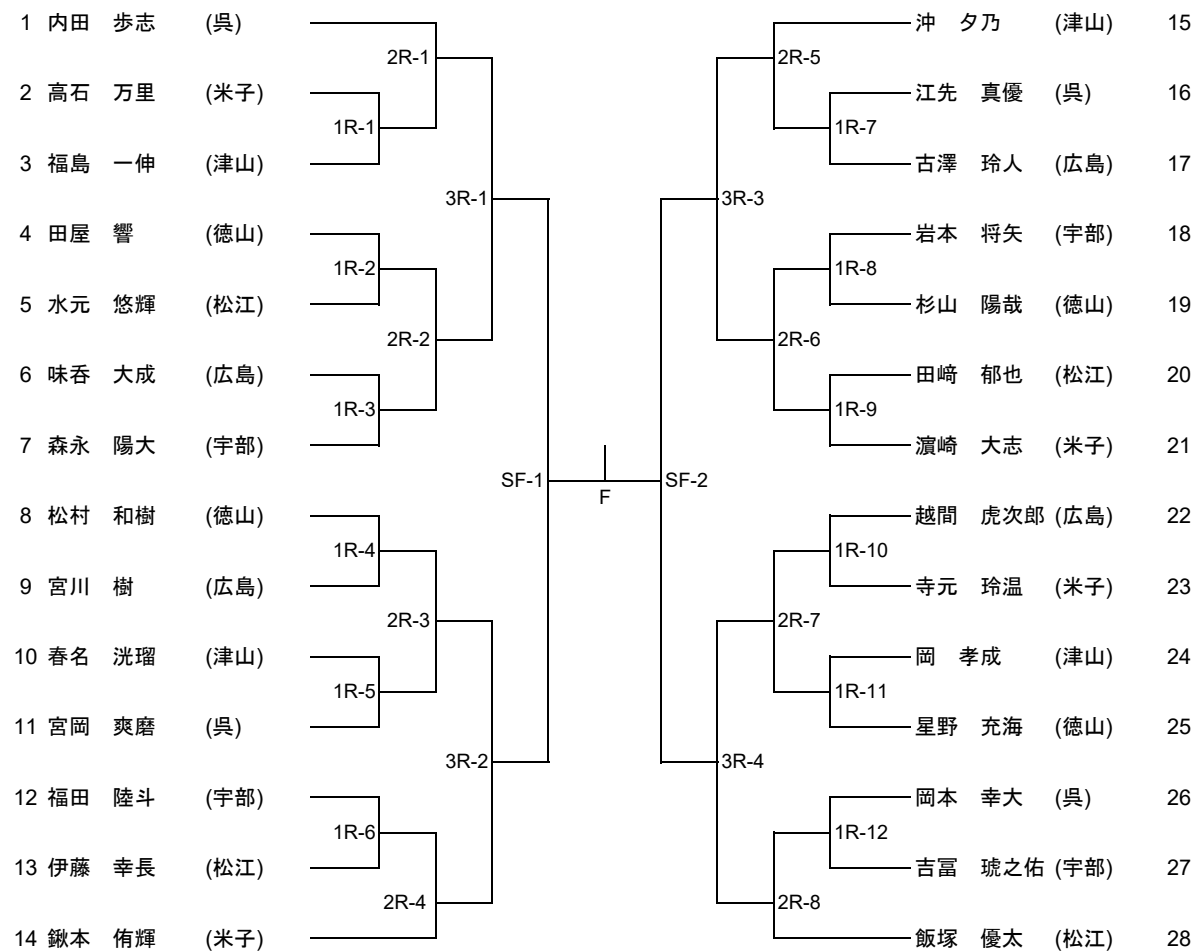 1 内田 歩志 (呉)
2R-1
2 高石 万里 (米子)
1R-1
3 福島 一伸 (津山)
3R-1
4 田屋 響 (徳山)
1R-2
5 水元 悠輝 (松江)
2R-2
6 味呑 大成 (広島)
1R-3
7 森永 陽大 (宇部)
SF-1
8 松村 和樹 (徳山)
1R-4
9 宮川 樹 (広島)
2R-3
10 春名 洸瑠 (津山)
1R-5
11 宮岡 爽磨 (呉)
3R-2
12 福田 陸斗 (宇部)
1R-6
13 伊藤 幸長 (松江)
2R-4
14 鍬本 侑輝 (米子)
F
沖 夕乃 (津山) 15
2R-5
江先 真優 (呉) 16
1R-7
古澤 玲人 (広島) 17
3R-3
岩本 将矢 (宇部) 18
1R-8
杉山 陽哉 (徳山) 19
2R-6
田﨑 郁也 (松江) 20
1R-9
濵崎 大志 (米子) 21
SF-2
越間 虎次郎 (広島) 22
1R-10
寺元 玲温 (米子) 23
2R-7
岡 孝成 (津山) 24
1R-11
星野 充海 (徳山) 25
3R-4
岡本 幸大 (呉) 26
1R-12
吉冨 琥之佑 (宇部) 27
2R-8
飯塚 優太 (松江) 28